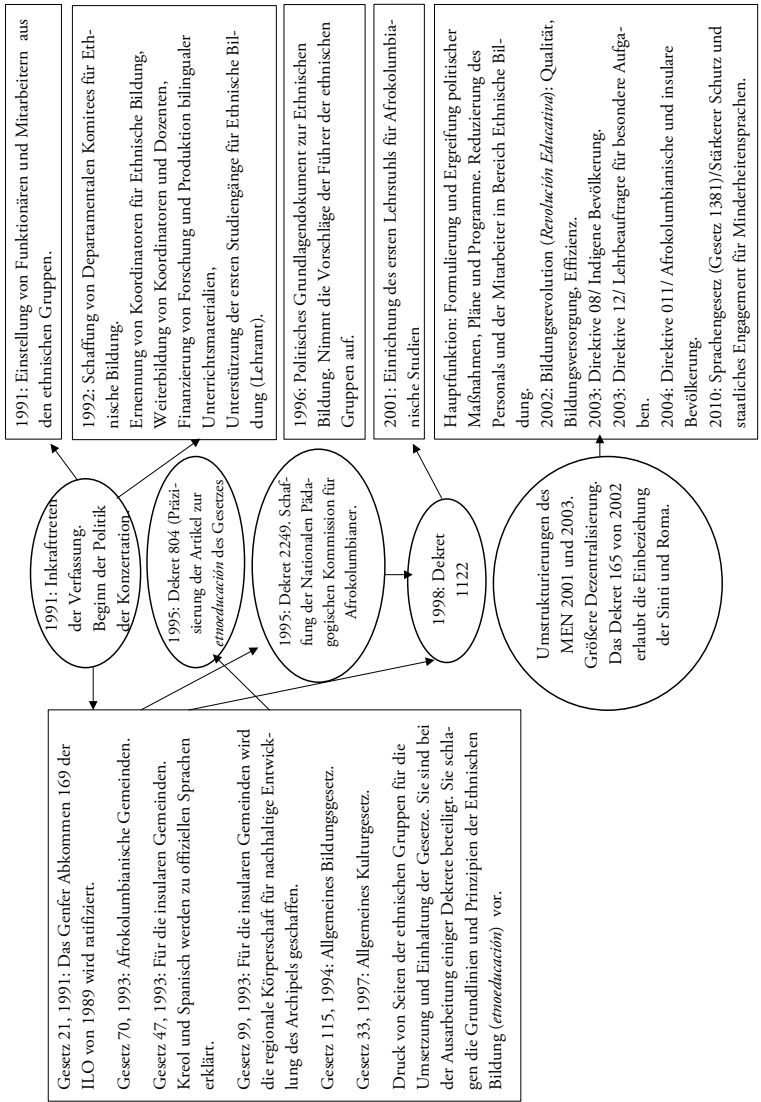 Gesetz 21, 1991: Das Genfer Abkommen 169 der
ILO von 1989 wird ratifiziert.
Gesetz 70, 1993: Afrokolumbianische Gemeinden.
Gesetz 47, 1993: Für die insularen Gemeinden.
Kreol und Spanisch werden zu offiziellen Sprachen
erklärt.
Gesetz 99, 1993: Für die insularen Gemeinden wird
die regionale Körperschaft für nachhaltige Entwick-
lung des Archipels geschaffen.
Gesetz 115, 1994: Allgemeines Bildungsgesetz.
Gesetz 33, 1997: Allgemeines Kulturgesetz.
Druck von Seiten der ethnischen Gruppen für die
Umsetzung und Einhaltung der Gesetze. Sie sind bei
der Ausarbeitung einiger Dekrete beteiligt. Sie schla-
gen die Grundlinien und Prinzipien der Ethnischen
Bildung (etnoeducación) vor.
1991: Inkrafttreten
der Verfassung.
Beginn der Politik
der Konzertation.
1995: Dekret 804 (Präzi-
sierung der Artikel zur
etnoeducación des Gesetzes
1995: Dekret 2249. Schaf-
fung der Nationalen Päda-
gogischen Kommission für
Afrokolumbianer.
1998: Dekret
1122
Umstrukturierungen des
MEN 2001 und 2003.
Größere Dezentralisierung.
Das Dekret 165 von 2002
erlaubt die Einbeziehung
der Sinti und Roma.
1991: Einstellung von Funktionären und Mitarbeitern aus
den ethnischen Gruppen.
1992: Schaffung von Departamentalen Komitees für Eth-
nische Bildung.
Ernennung von Koordinatoren für Ethnische Bildung,
Weiterbildung von Koordinatoren und Dozenten,
Finanzierung von Forschung und Produktion bilingualer
Unterrichtsmaterialien,
Unterstützung der ersten Studiengänge für Ethnische Bil-
dung (Lehramt).
1996: Politisches Grundlagendokument zur Ethnischen
Bildung. Nimmt die Vorschläge der Führer der ethnischen
Gruppen auf.
2001: Einrichtung des ersten Lehrstuhls für Afrokolumbia-
nische Studien
Hauptfunktion: Formulierung und Ergreifung politischer
Maßnahmen, Pläne und Programme. Reduzierung des
Personals und der Mitarbeiter im Bereich Ethnische Bil-
dung.
2002: Bildungsrevolution (Revolución Educativa): Qualität,
Bildungsversorgung, Effizienz.
2003: Direktive 08/ Indigene Bevölkerung.
2003: Direktive 12/ Lehrbeauftragte für besondere Aufga-
ben.
2004: Direktive 011/ Afrokolumbianische und insulare
Bevölkerung.
2010: Sprachengesetz (Gesetz 1381)/Stärkerer Schutz und
staatliches Engagement für Minderheitensprachen.